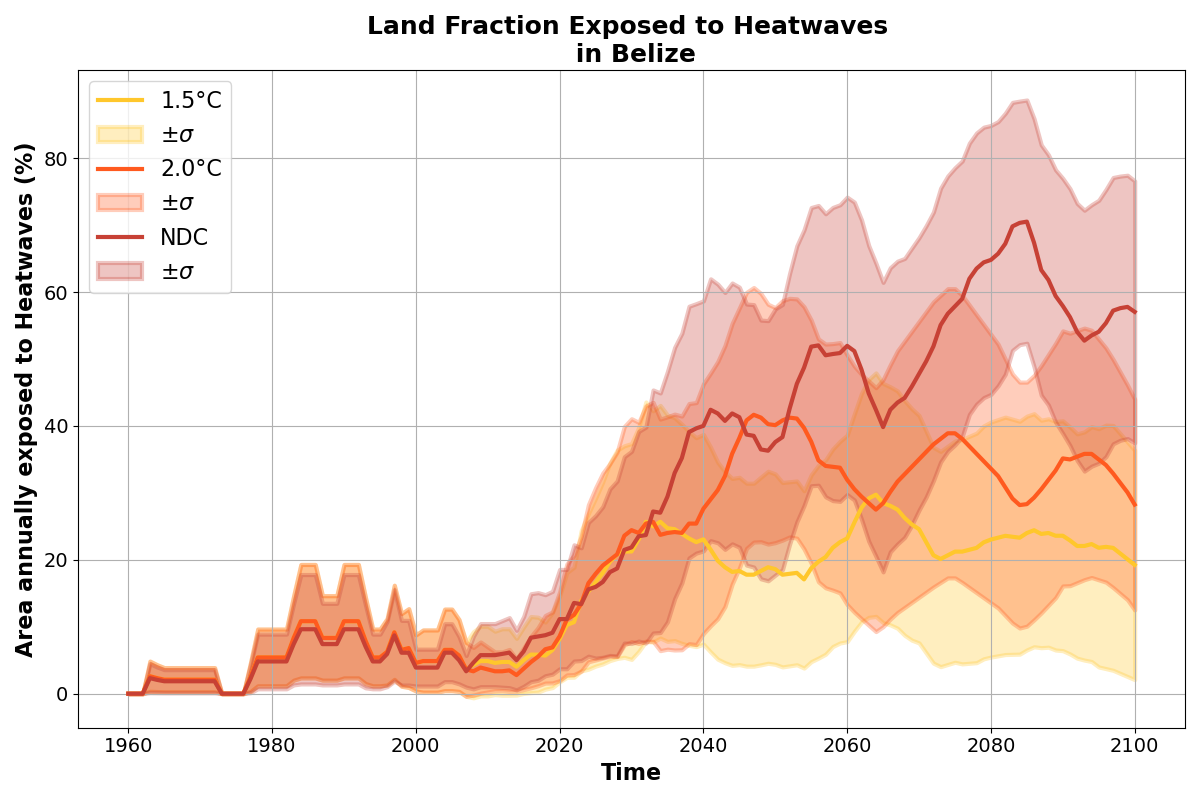 Land Fraction Exposed to Heatwaves
in Belize
1.5°C
±σ
2.0°C
±σ
NDC
±σ
Area annually exposed to Heatwaves (%)
80
60
40
20
0
1960 1980 2000 2020 2040 2060 2080 2100
Time